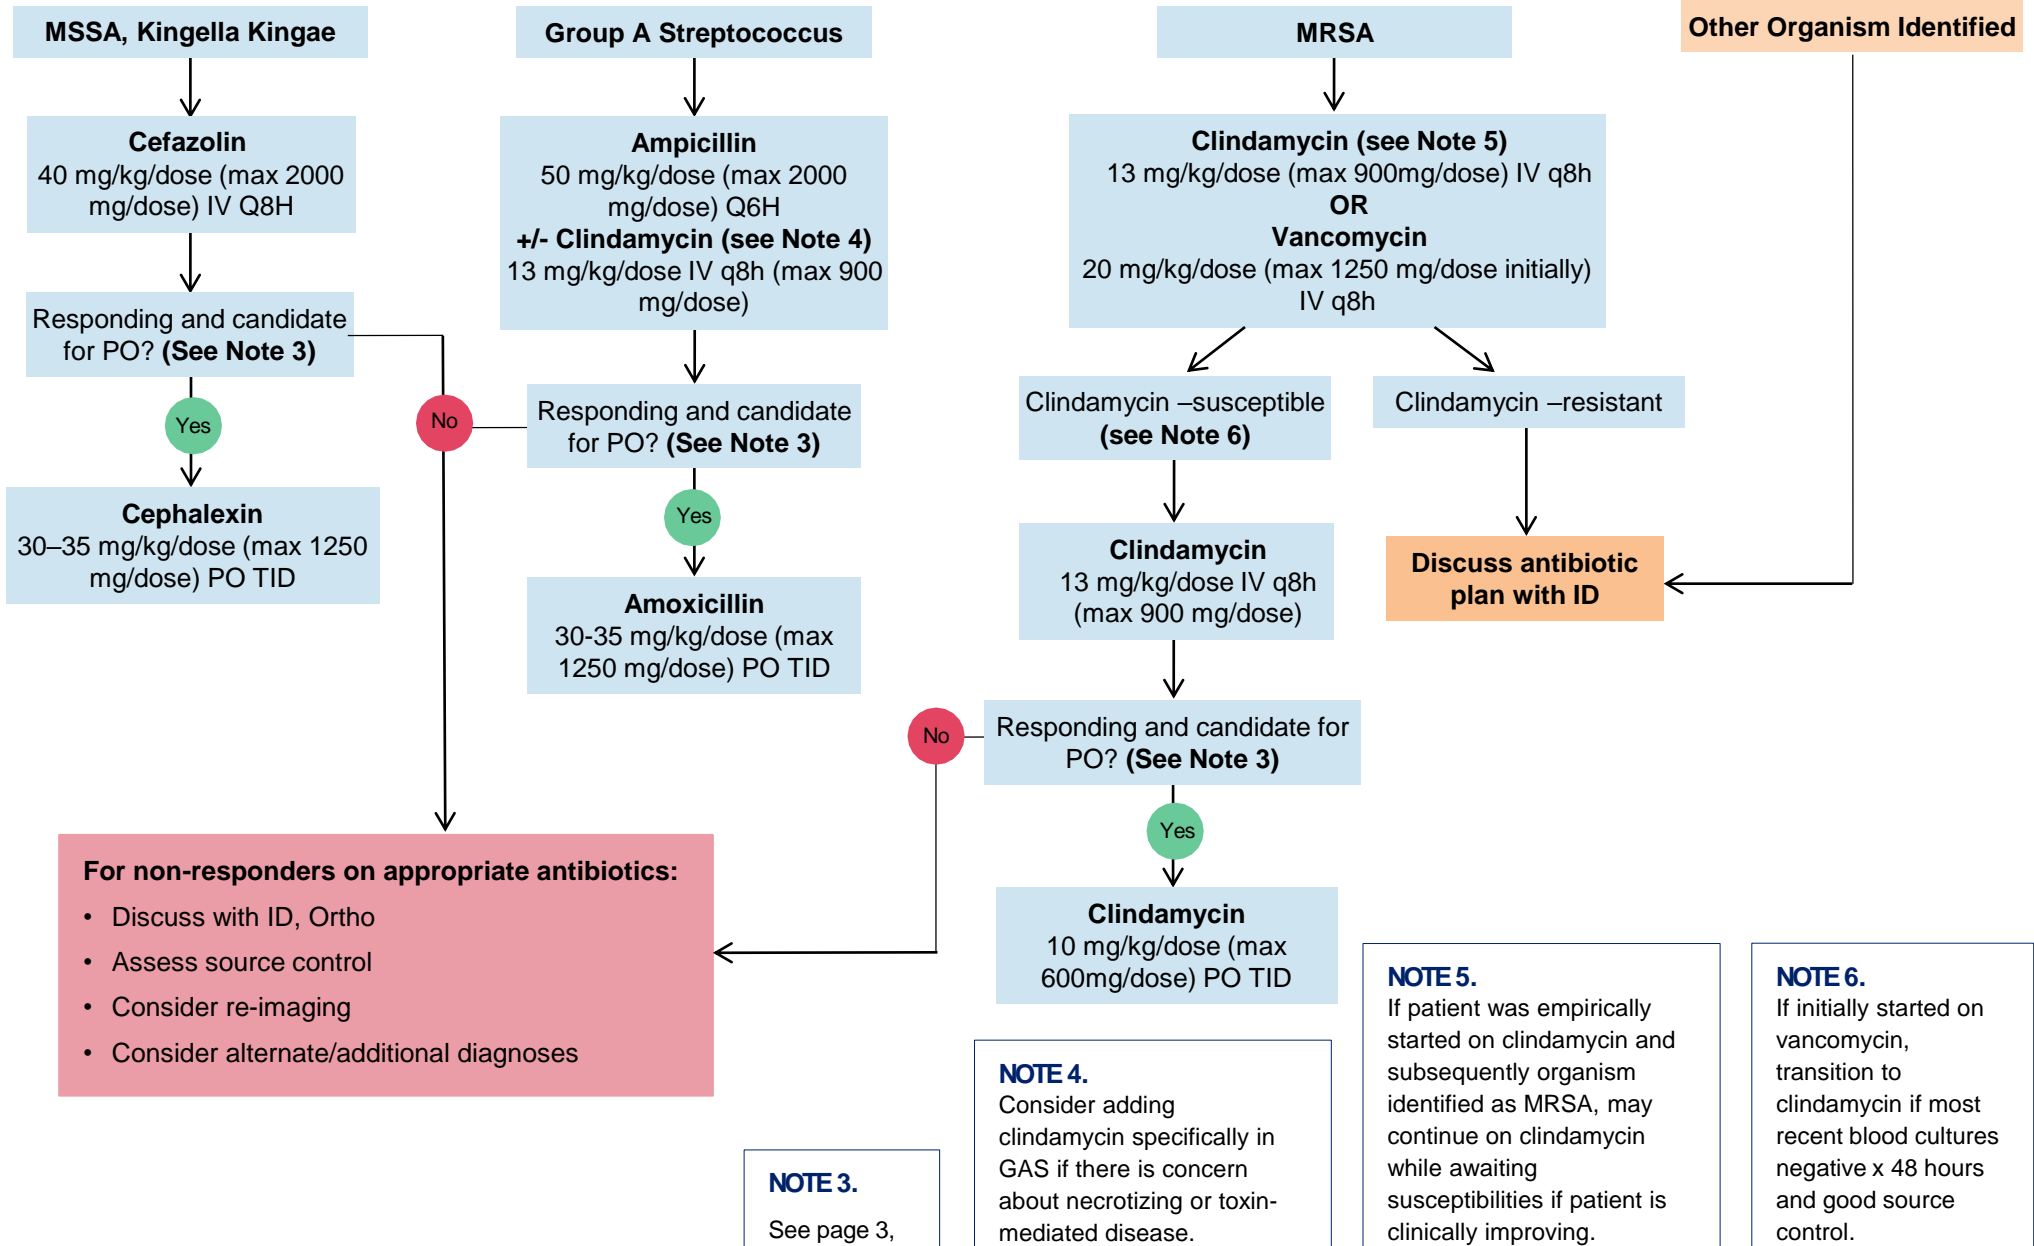 MSSA, Kingella Kingae
Cefazolin
40 mg/kg/dose (max 2000
mg/dose) IV Q8H
Responding and candidate
for PO? (See Note 3)
Yes
No
Cephalexin
30–35 mg/kg/dose (max 1250
mg/dose) PO TID
Group A Streptococcus
Ampicillin
50 mg/kg/dose (max 2000
mg/dose) Q6H
+/- Clindamycin (see Note 4)
13 mg/kg/dose IV q8h (max 900
mg/dose)
Responding and candidate
for PO? (See Note 3)
Yes
Amoxicillin
30-35 mg/kg/dose (max
1250 mg/dose) PO TID
MRSA
Clindamycin (see Note 5)
13 mg/kg/dose (max 900mg/dose) IV q8h
OR
Vancomycin
20 mg/kg/dose (max 1250 mg/dose initially)
IV q8h
Clindamycin –susceptible
(see Note 6)
Clindamycin
13 mg/kg/dose IV q8h
(max 900 mg/dose)
Responding and candidate for
PO? (See Note 3)
No
Yes
Clindamycin
10 mg/kg/dose (max
600mg/dose) PO TID
Clindamycin –resistant
Other Organism Identified
Discuss antibiotic
plan with ID
For non-responders on appropriate antibiotics:
• Discuss with ID, Ortho
• Assess source control
• Consider re-imaging
• Consider alternate/additional diagnoses
NOTE 3.
See page 3,
NOTE 4.
Consider adding
clindamycin specifically in
GAS if there is concern
about necrotizing or toxin-
mediated disease.
NOTE 5.
If patient was empirically
started on clindamycin and
subsequently organism
identified as MRSA, may
continue on clindamycin
while awaiting
susceptibilities if patient is
clinically improving.
NOTE 6.
If initially started on
vancomycin,
transition to
clindamycin if most
recent blood cultures
negative x 48 hours
and good source
control.